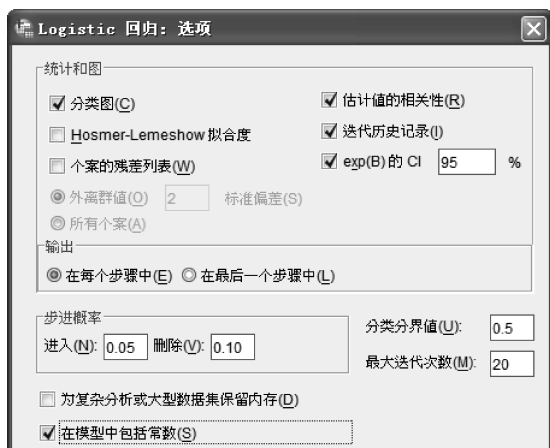 Logistic 回归：选项
统计和图
分类图(C)
估计值的相关性(R)
Hosmer-Lemeshow 拟合度
迭代历史记录(I)
个案的残差列表(W)
exp(B) 的 CI 95 %
外离群值(O) 2 标准偏差(S)
所有个案(A)
输出
在每个步骤中(E) 在最后一个步骤中(L)
步进概率
进入(N): 0.05 删除(V): 0.10
分类分界值(U): 0.5
最大迭代次数(M): 20
为复杂分析或大型数据集保留内存(D)
在模型中包括常数(S)